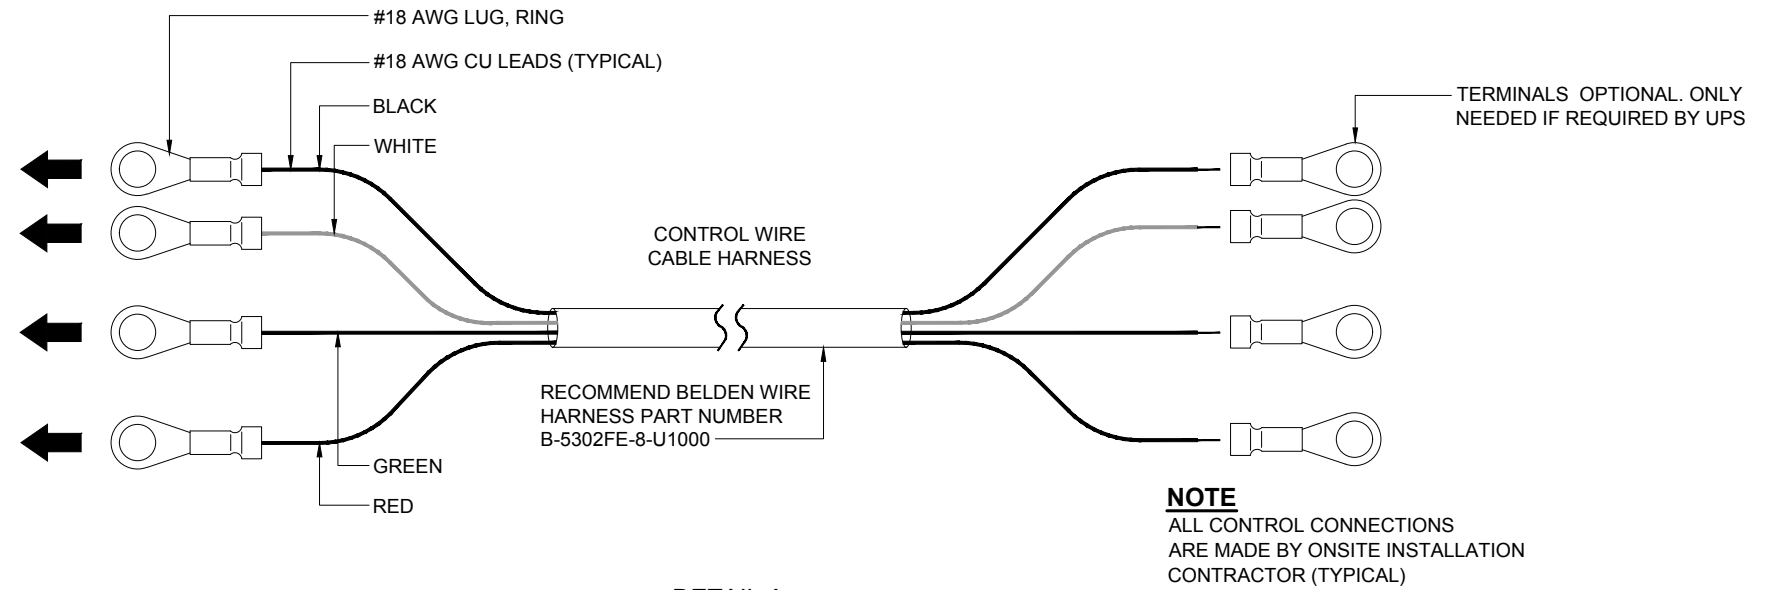 #18 AWG LUG, RING
#18 AWG CU LEADS (TYPICAL)
BLACK
WHITE
TERMINALS OPTIONAL. ONLY
NEEDED IF REQUIRED BY UPS
CONTROL WIRE
CABLE HARNESS
RECOMMEND BELDEN WIRE
HARNESS PART NUMBER
B-5302FE-8-U1000
GREEN
RED
NOTE
ALL CONTROL CONNECTIONS
ARE MADE BY ONSITE INSTALLATION
CONTRACTOR (TYPICAL)